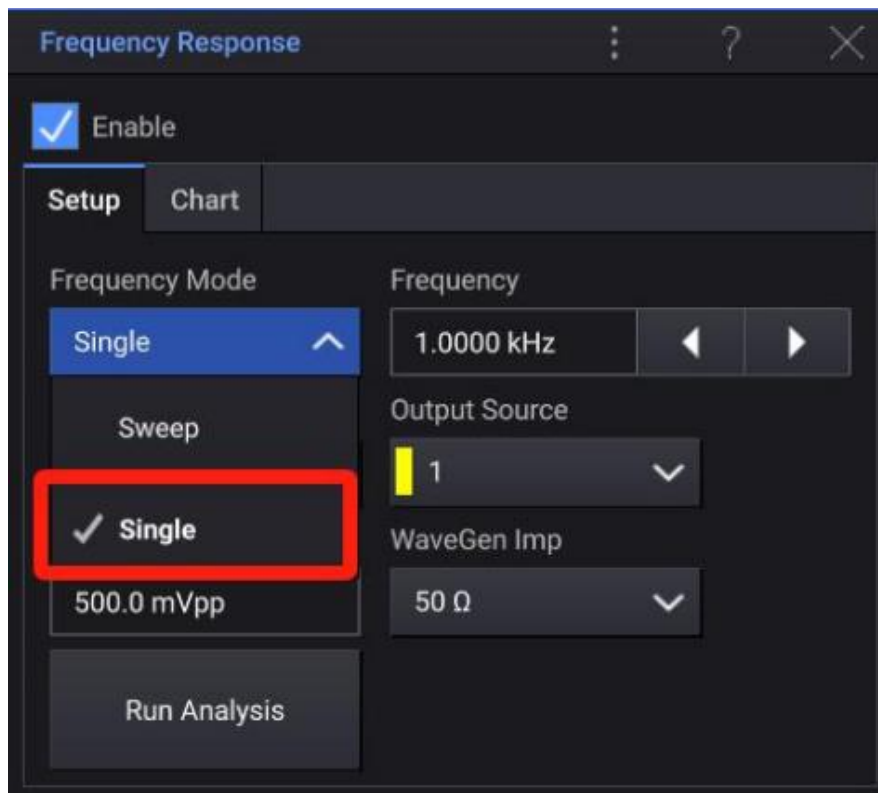 Frequency Response
?
Enable
Setup Chart
Frequency Mode Frequency
Single 1.0000 kHz
Output Source
Sweep
1
Single
WaveGen Imp
500.0 mVpp 50 Ω
Run Analysis